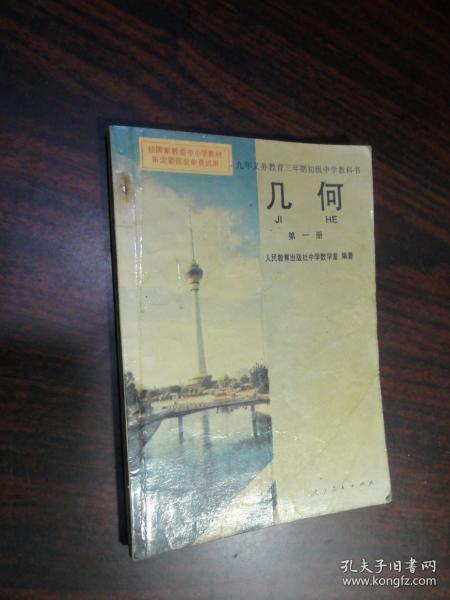 经国家教委中小学教材
审定委员会审查试用
九年义务教育三年制初级中学教科书
几何
JI HE
第一册
人民教育出版社中学数学室 编著
人民教育出版社
孔夫子旧书网
www.kongfz.com